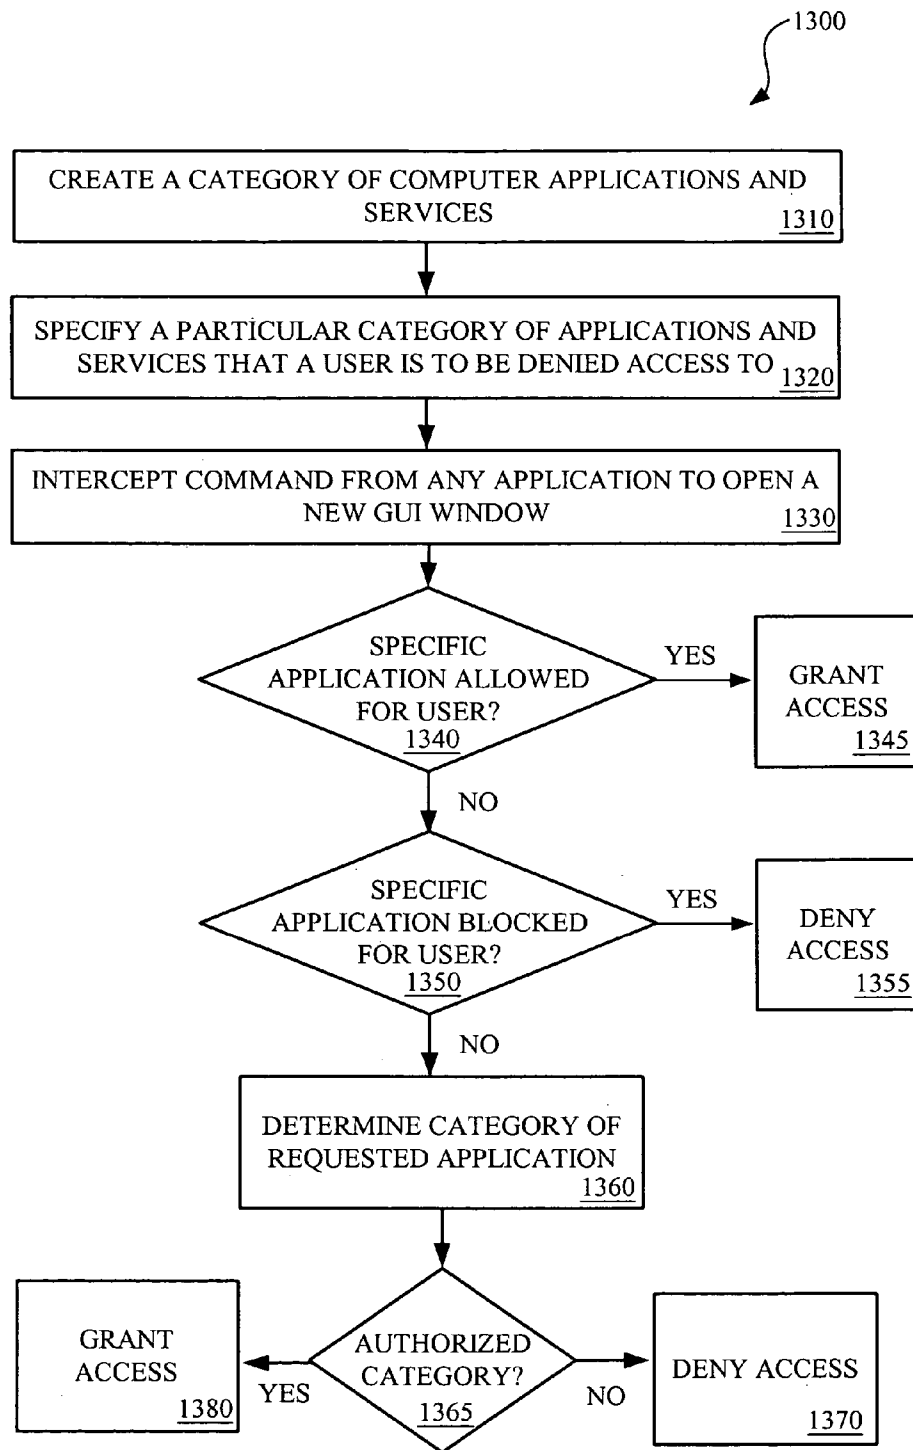 1300
CREATE A CATEGORY OF COMPUTER APPLICATIONS AND
SERVICES
1310
SPECIFY A PARTICULAR CATEGORY OF APPLICATIONS AND
SERVICES THAT A USER IS TO BE DENIED ACCESS TO
1320
INTERCEPT COMMAND FROM ANY APPLICATION TO OPEN A
NEW GUI WINDOW
1330
SPECIFIC
APPLICATION ALLOWED
FOR USER?
1340
YES
GRANT
ACCESS
1345
NO
SPECIFIC
APPLICATION BLOCKED
FOR USER?
1350
YES
DENY
ACCESS
1355
NO
DETERMINE CATEGORY OF
REQUESTED APPLICATION
1360
AUTHORIZED
CATEGORY?
1365
YES
GRANT
ACCESS
1380
NO
DENY ACCESS
1370